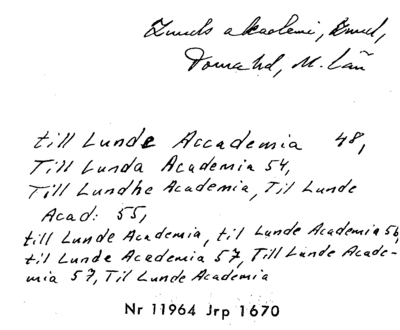 Lunds akademi, Lund,
Torna hd, M. län
till Lunde Accademia 48,
Till Lunda Academia 54,
Till Lundhe Academia, Til Lunde
Acad: 55,
till Lunde Academia, til Lunde Academia 56,
til Lunde Academia 57, Till Lunde Acade-
mia 57, Til Lunde Academia
Nr 11964 Jrp 1670